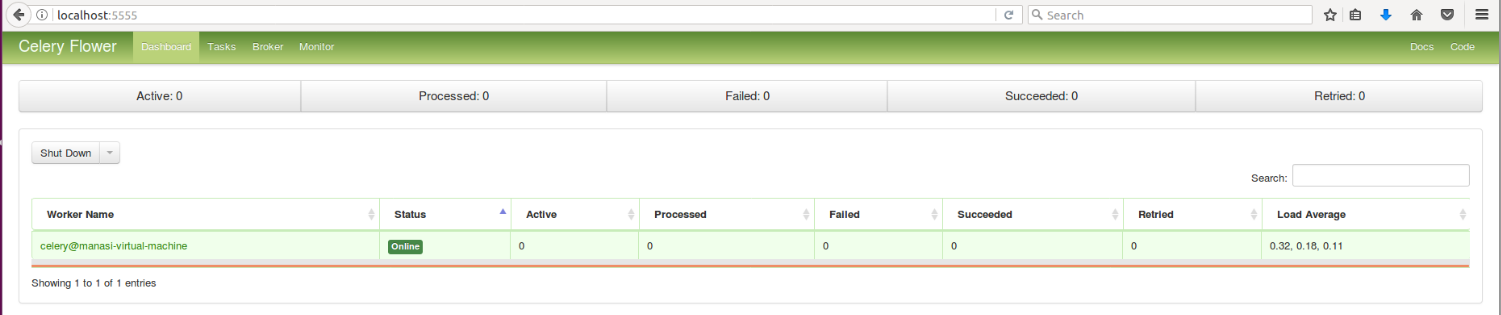 localhost:5555 Search
Celery Flower Dashboard Tasks Broker Monitor Docs Code
Active: 0 Processed: 0 Failed: 0 Succeeded: 0 Retried: 0
Shut Down
Search:
Worker Name Status Active Processed Failed Succeeded Retried Load Average
celery@manasi-virtual-machine Online 0 0 0 0 0 0.32, 0.18, 0.11
Showing 1 to 1 of 1 entries